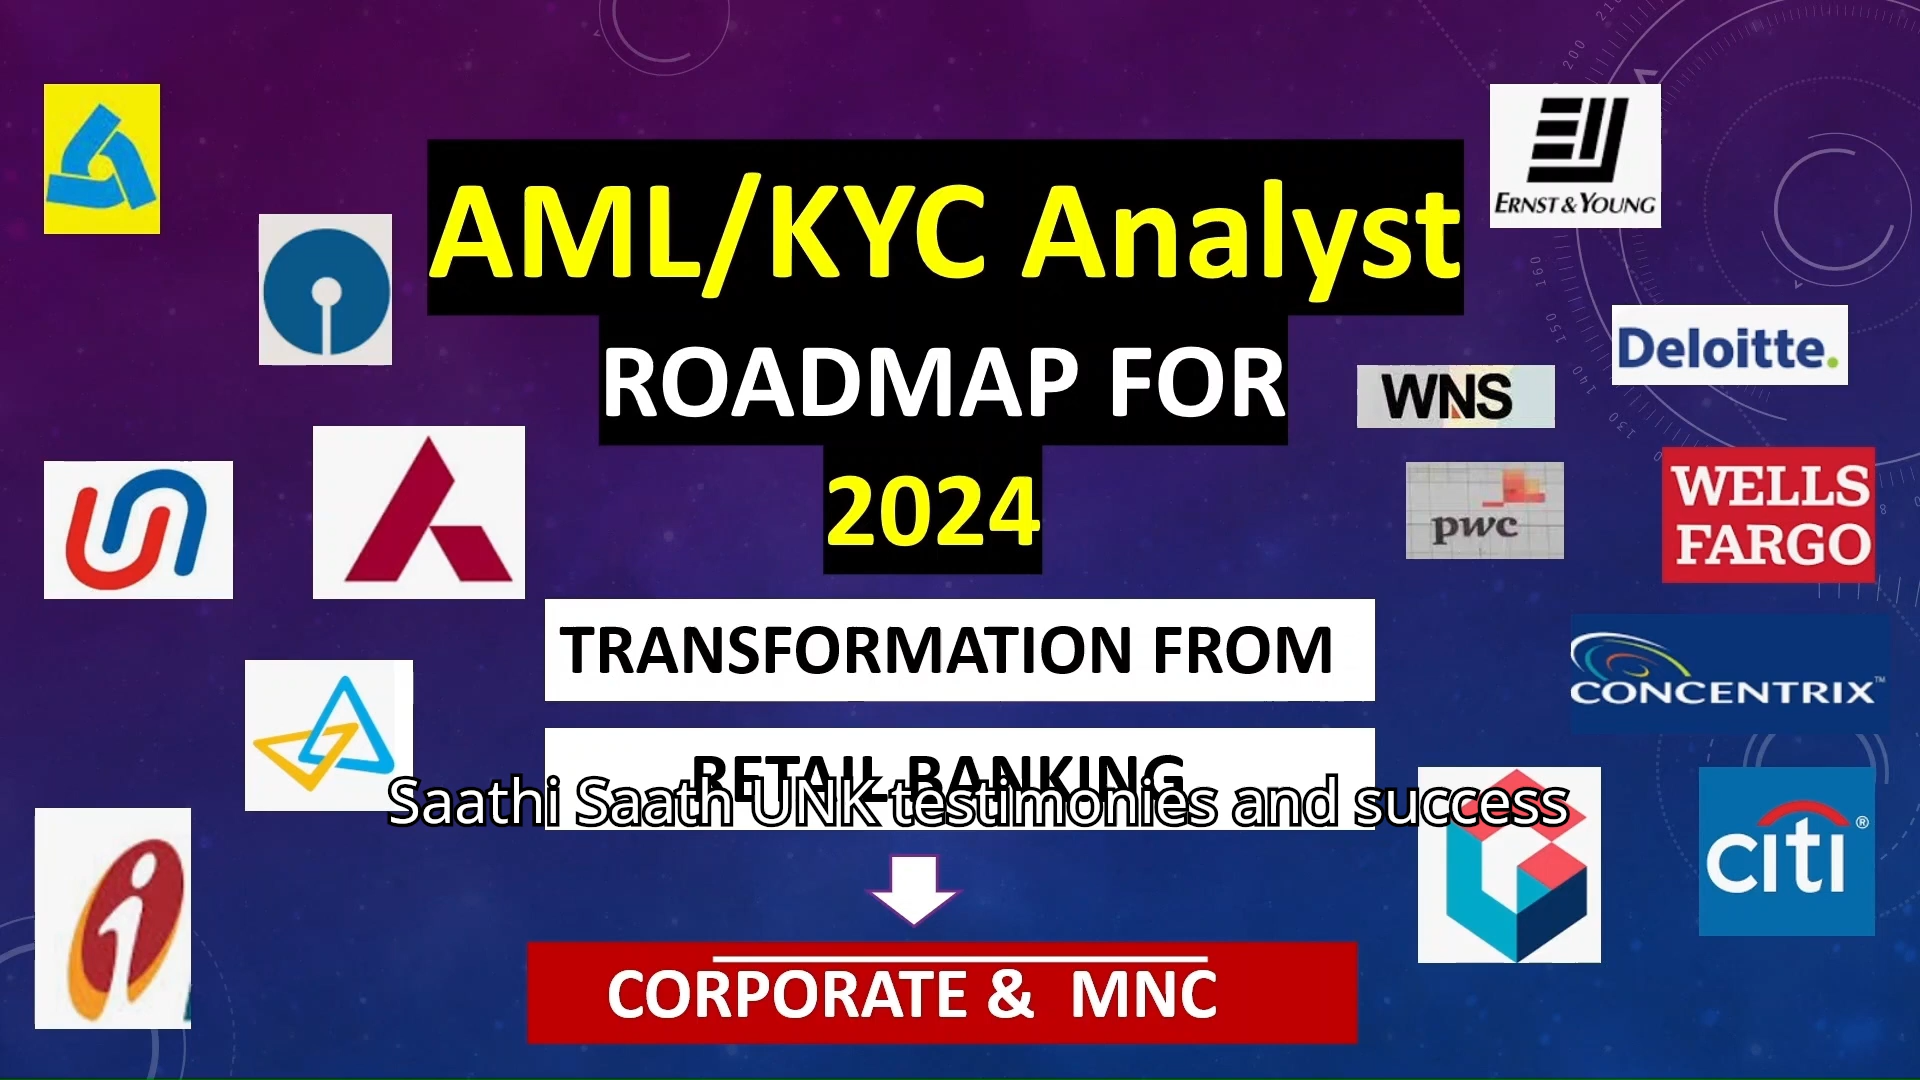 AML/KYC Analyst
ROADMAP FOR
2024
TRANSFORMATION FROM
RETAIL BANKING
Saathi Saath UNK testimonies and success
CORPORATE & MNC
ERNST & YOUNG
Deloitte.
WNS
pwc
WELLS
FARGO
CONCENTRIX™
citi®